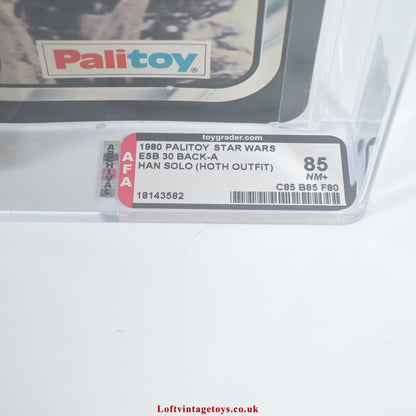 Palitoy®
toygrader.com
ARCHIVAL
AFA
1980 PALITOY STAR WARS
ESB 30 BACK-A
HAN SOLO (HOTH OUTFIT)
18143582
85
NM+
C85 B85 F80
Loftvintagetoys.co.uk